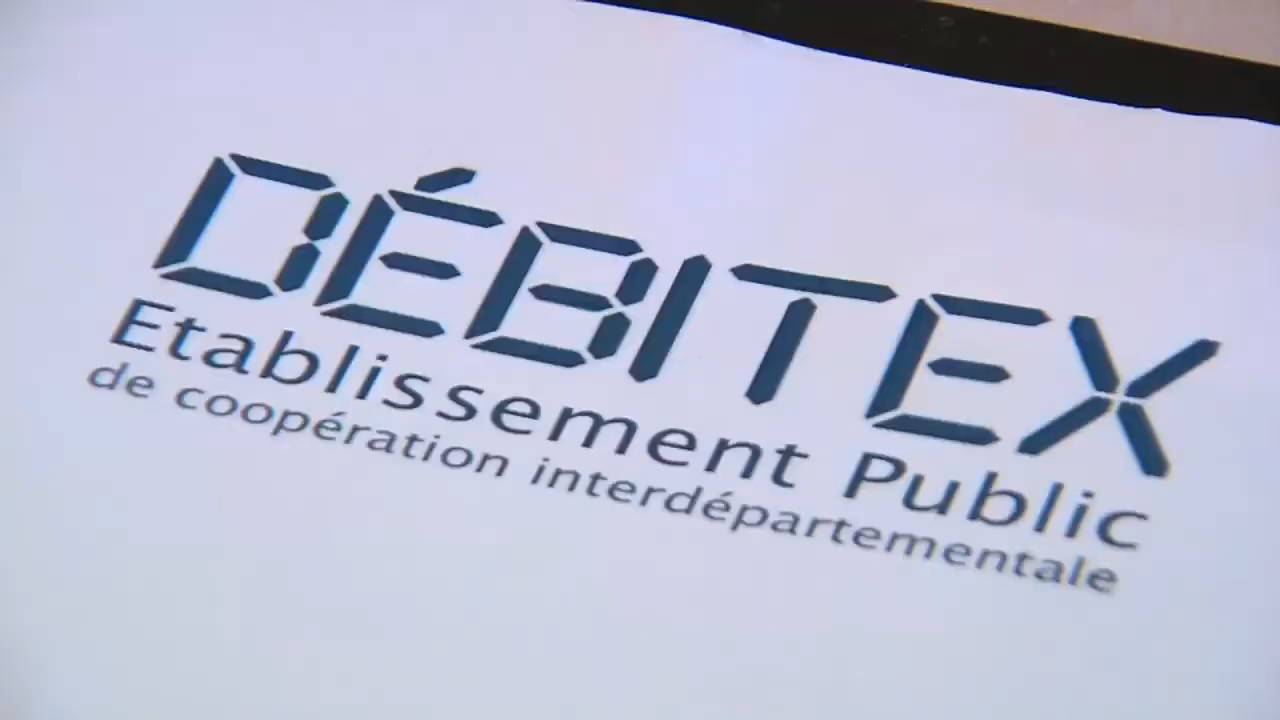 DÉBITEX
Etablissement Public
de coopération interdépartementale